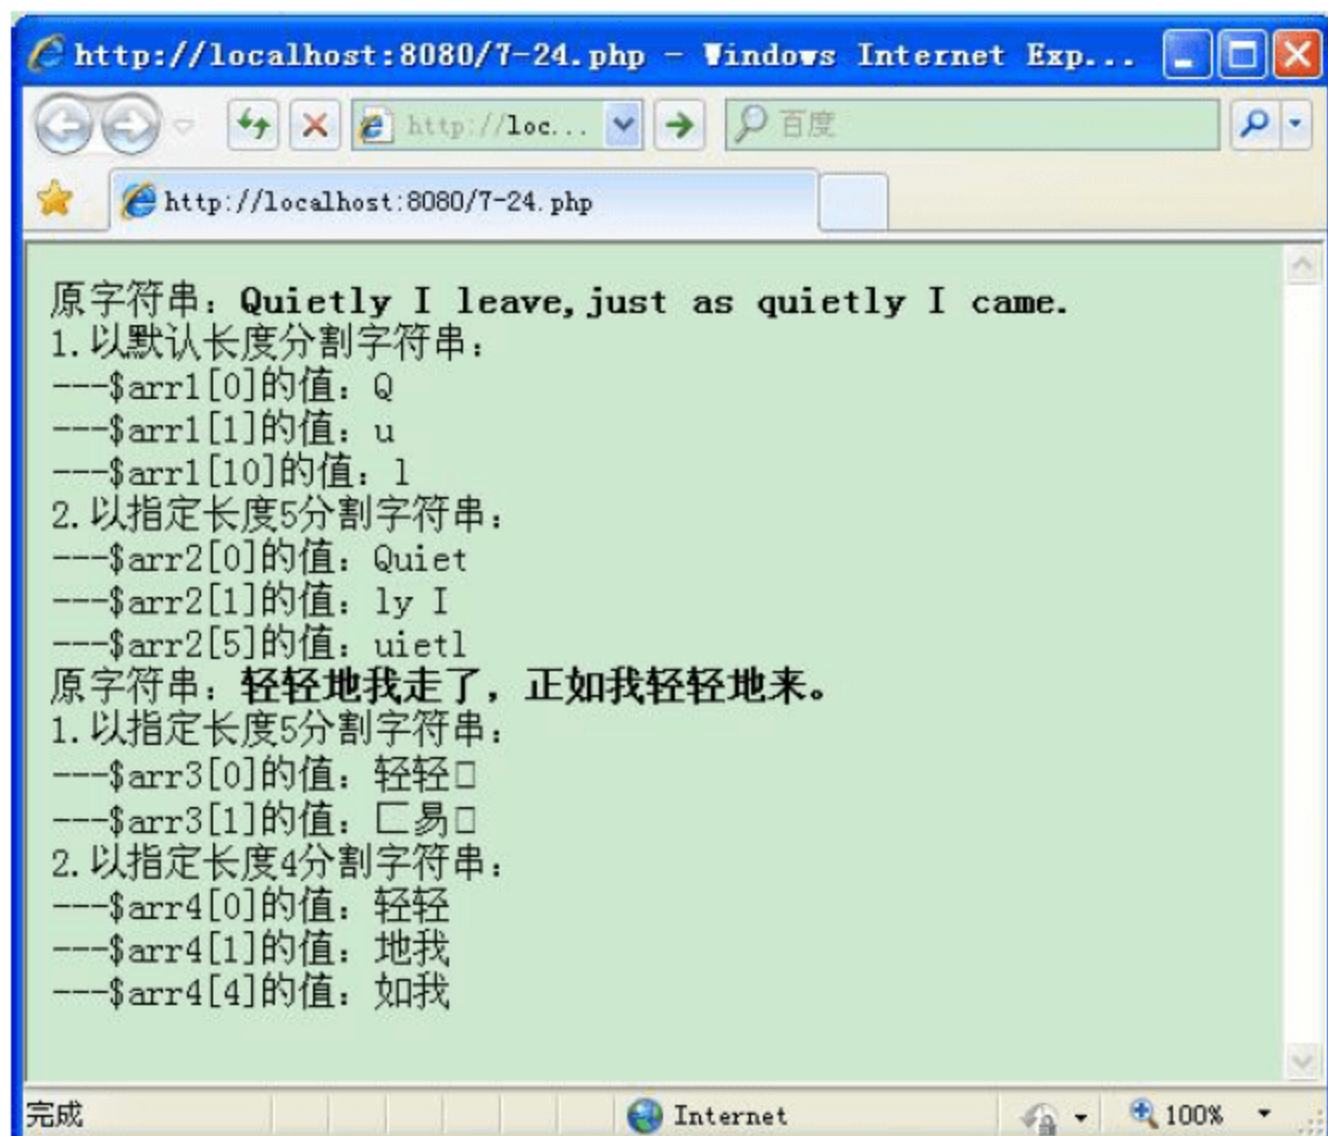 http://localhost:8080/7-24.php - Windows Internet Exp...
http://loc... 百度
http://localhost:8080/7-24.php
原字符串：Quietly I leave,just as quietly I came.
1.以默认长度分割字符串：
---$arr1[0]的值：Q
---$arr1[1]的值：u
---$arr1[10]的值：l
2.以指定长度5分割字符串：
---$arr2[0]的值：Quiet
---$arr2[1]的值：ly I
---$arr2[5]的值：uietl
原字符串：轻轻地我走了，正如我轻轻地来。
1.以指定长度5分割字符串：
---$arr3[0]的值：轻轻□
---$arr3[1]的值：匚易□
2.以指定长度4分割字符串：
---$arr4[0]的值：轻轻
---$arr4[1]的值：地我
---$arr4[4]的值：如我
完成 Internet 100%